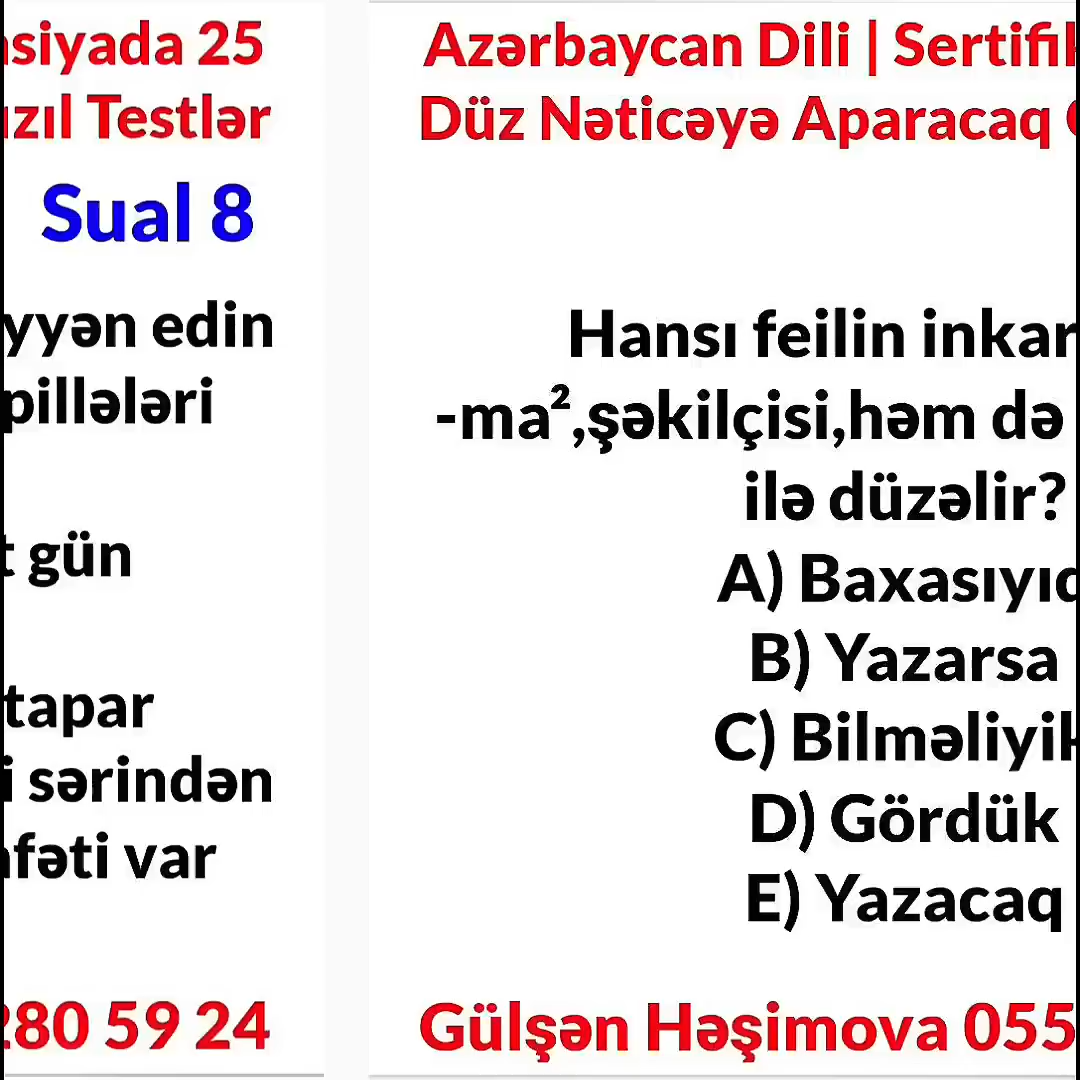 siyada 25
zıl Testlər
Sual 8
yyən edin
pillələri
gün
tapar
sərindən
fəti var
280 59 24
Azərbaycan Dili | Sertifik
Düz Nəticəyə Aparacaq
Hansı feilin inkar
-ma²,şəkilçisi,həm də
ilə düzəlir?
A) Baxasıyıd
B) Yazarsa
C) Bilməliyik
D) Gördük
E) Yazacaq
Gülşən Həşimova 055